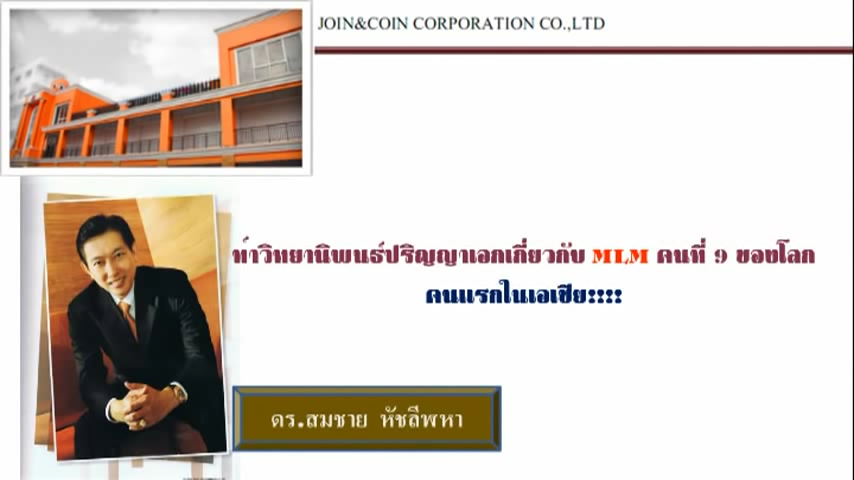 JOIN&COIN CORPORATION CO.,LTD
ทำวิทยานิพนธ์ปริญญาเอกเกี่ยวกับ MLM คนที่ 9 ของโลก
คนแรกในเอเชีย!!!!
ดร.สมชาย หัชลีฬหา